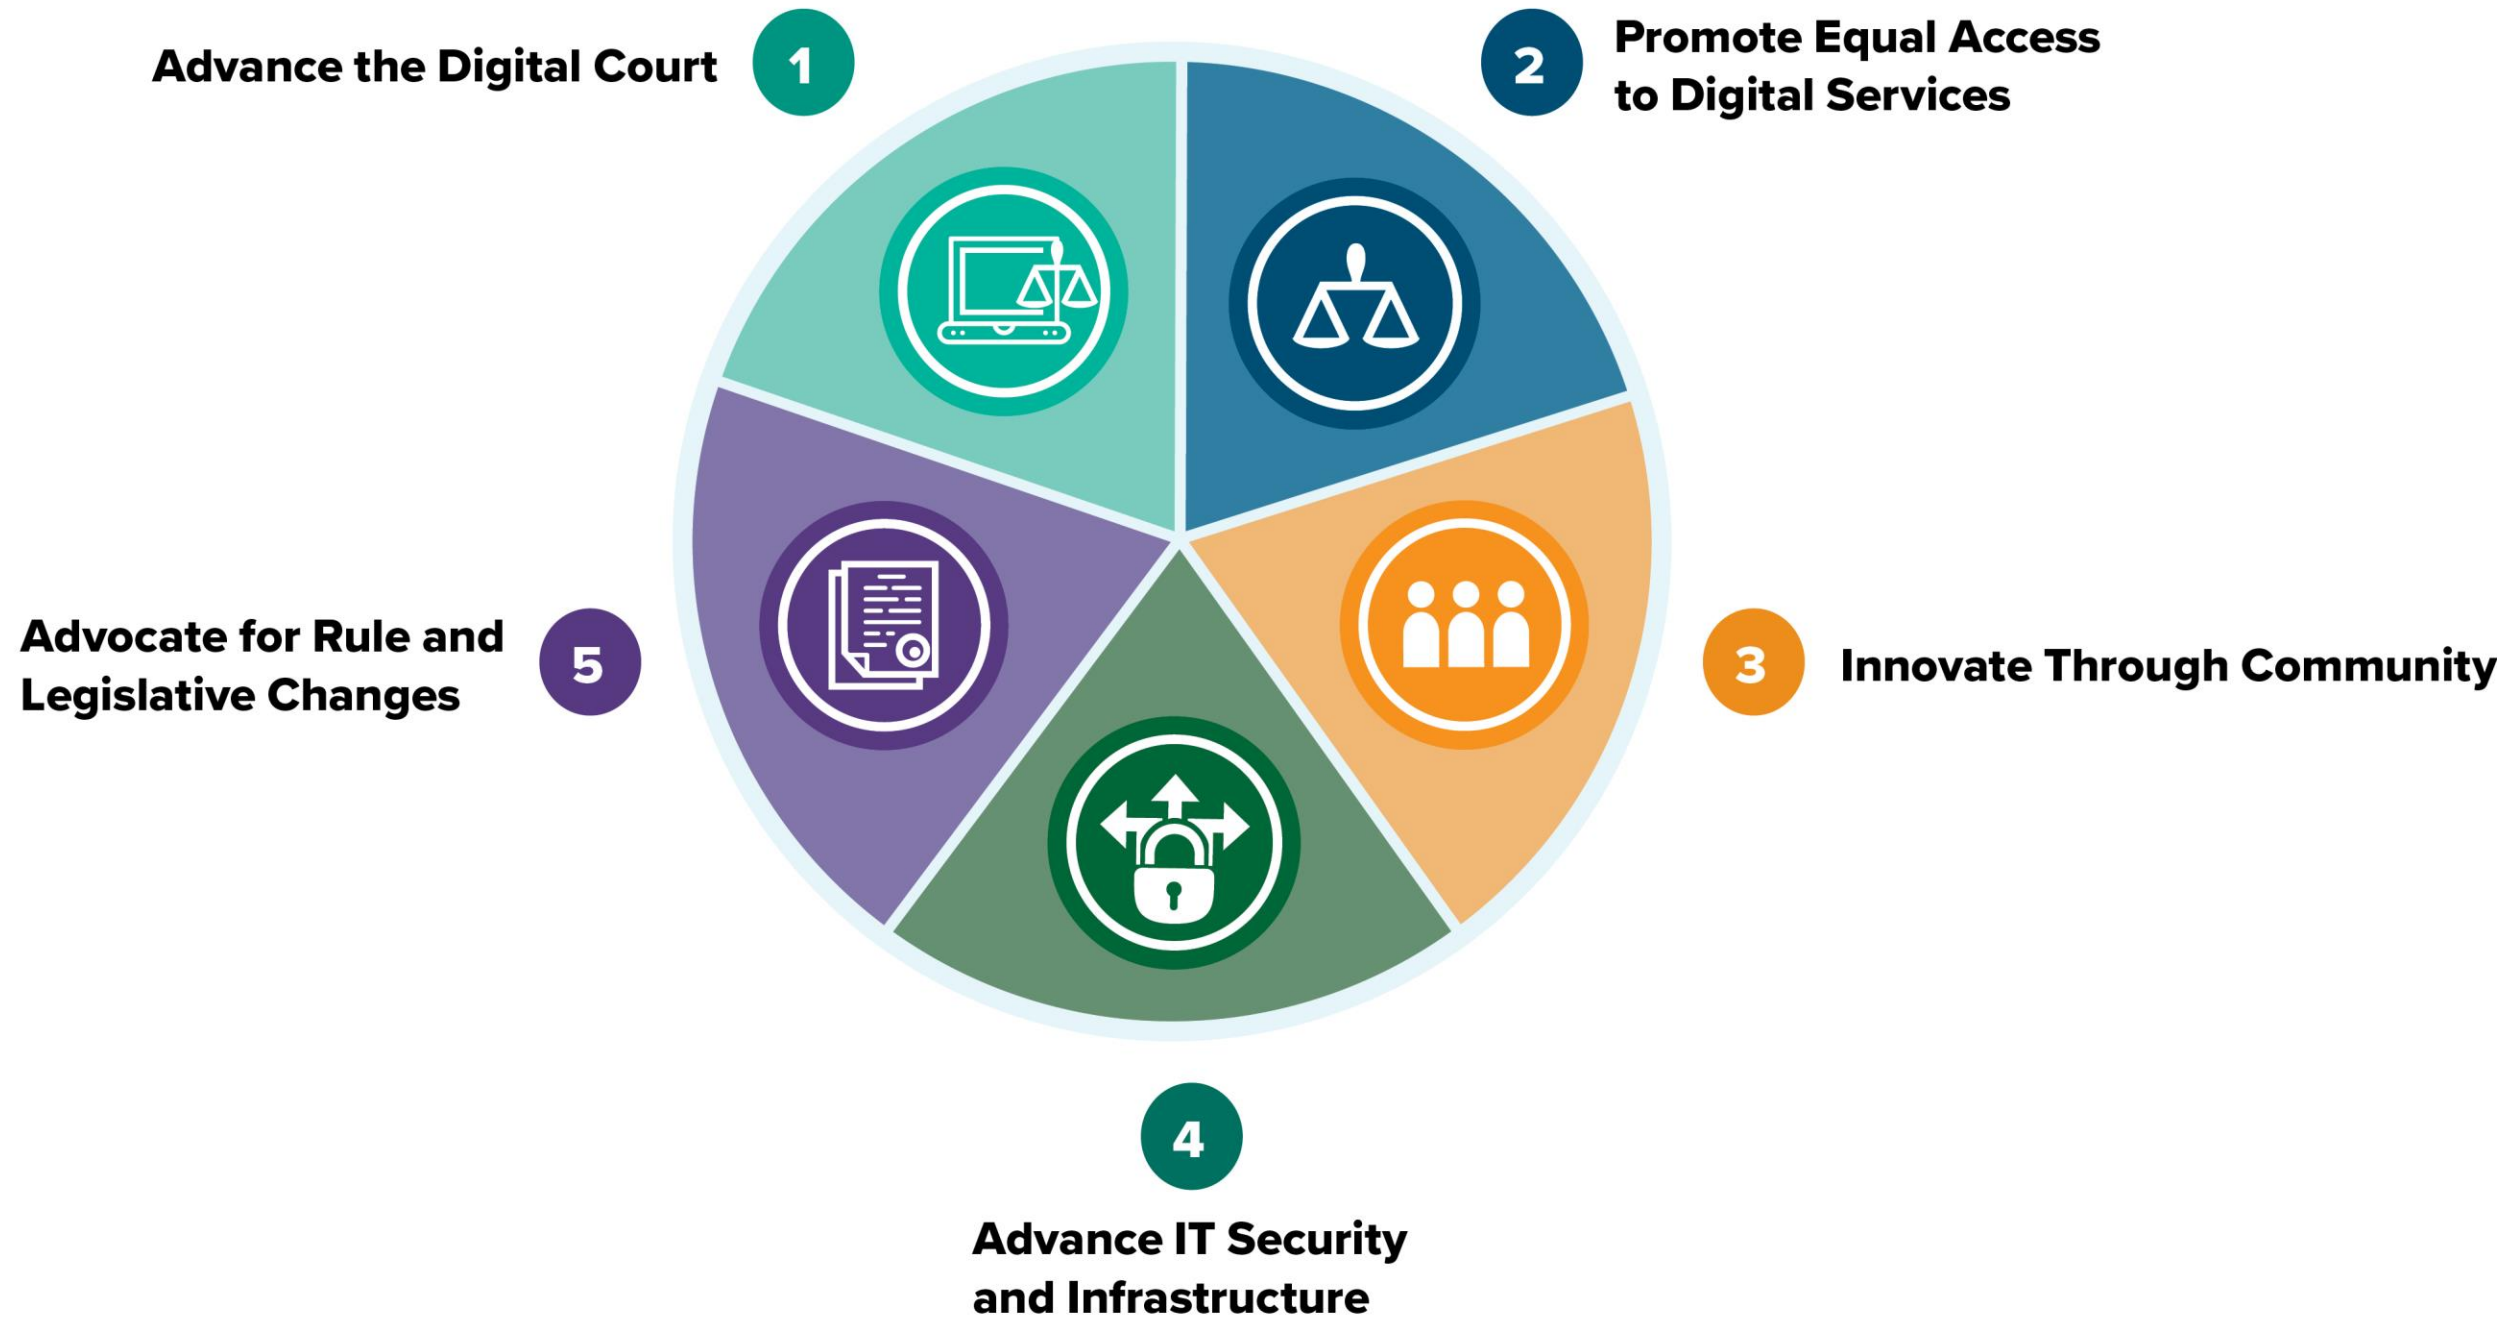 1
Advance the Digital Court
2
Promote Equal Access
to Digital Services
3
Innovate Through Community
4
Advance IT Security
and Infrastructure
5
Advocate for Rule and
Legislative Changes